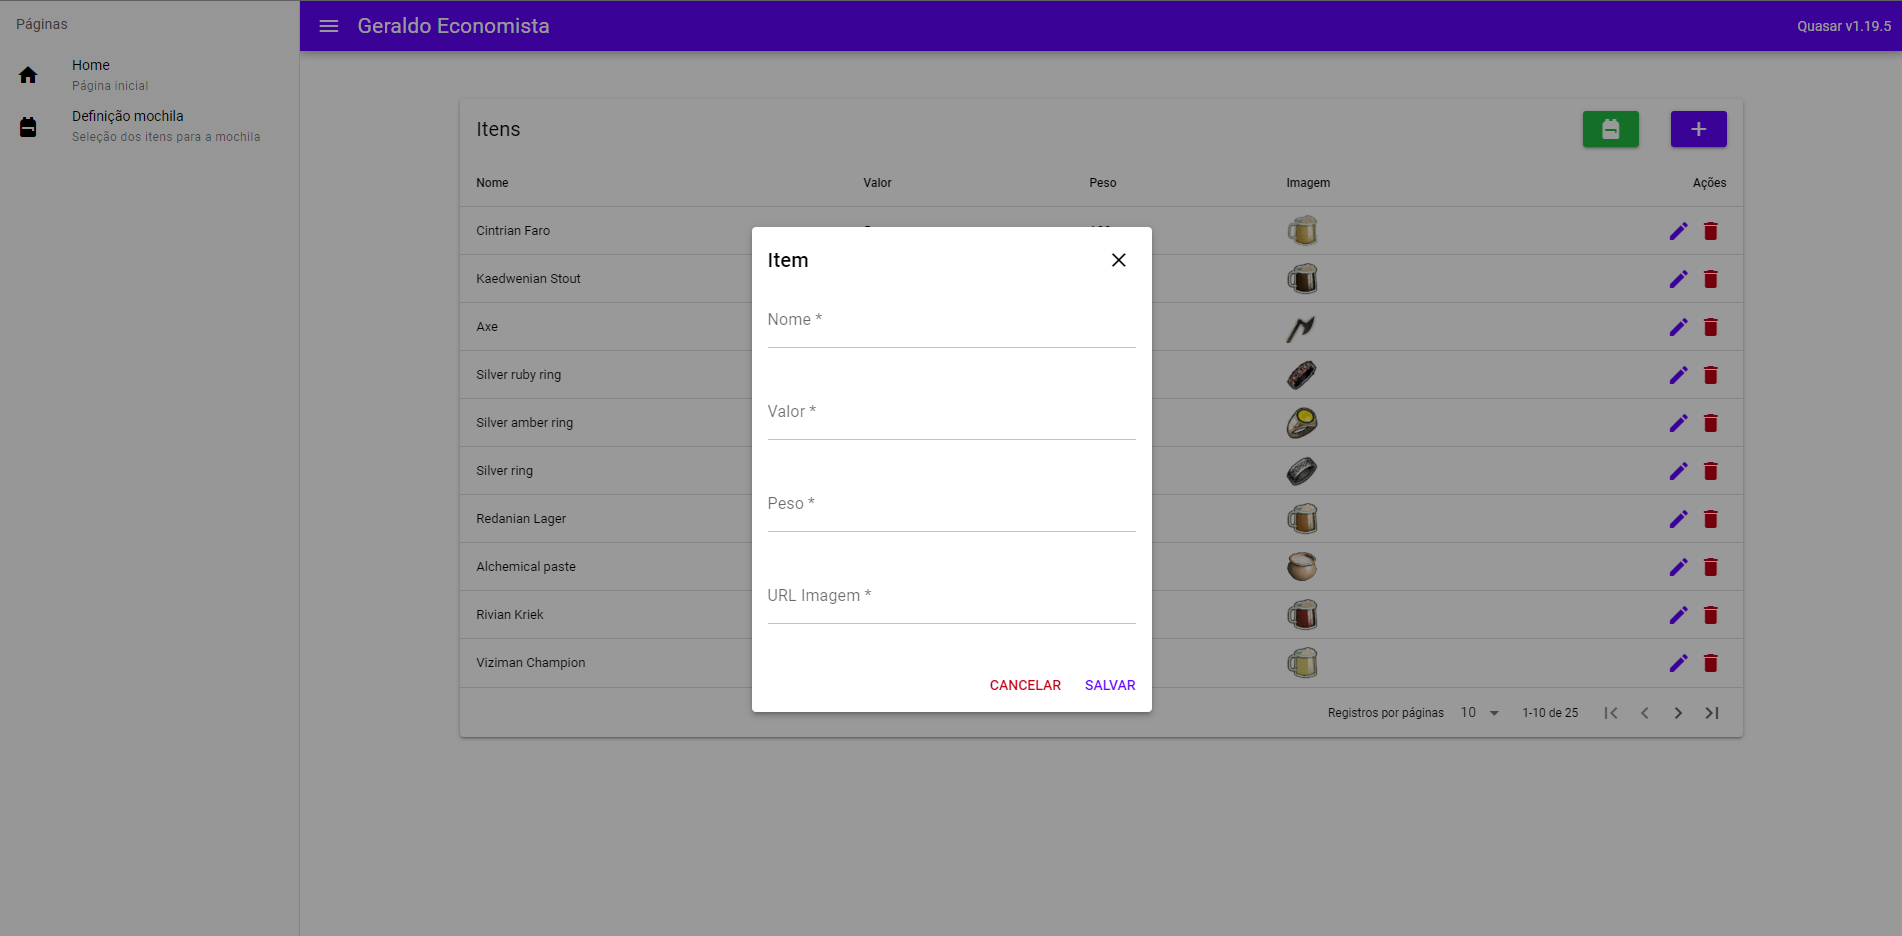 Páginas
Home
Página inicial
Definição mochila
Seleção dos itens para a mochila
Geraldo Economista
Quasar v1.19.5
Itens
Nome Valor Peso Imagem Ações
Cintrian Faro
Kaedwenian Stout
Axe
Silver ruby ring
Silver amber ring
Silver ring
Redanian Lager
Alchemical paste
Rivian Kriek
Viziman Champion
Registros por páginas 10 1-10 de 25
Item
Nome *
Valor *
Peso *
URL Imagem *
CANCELAR SALVAR